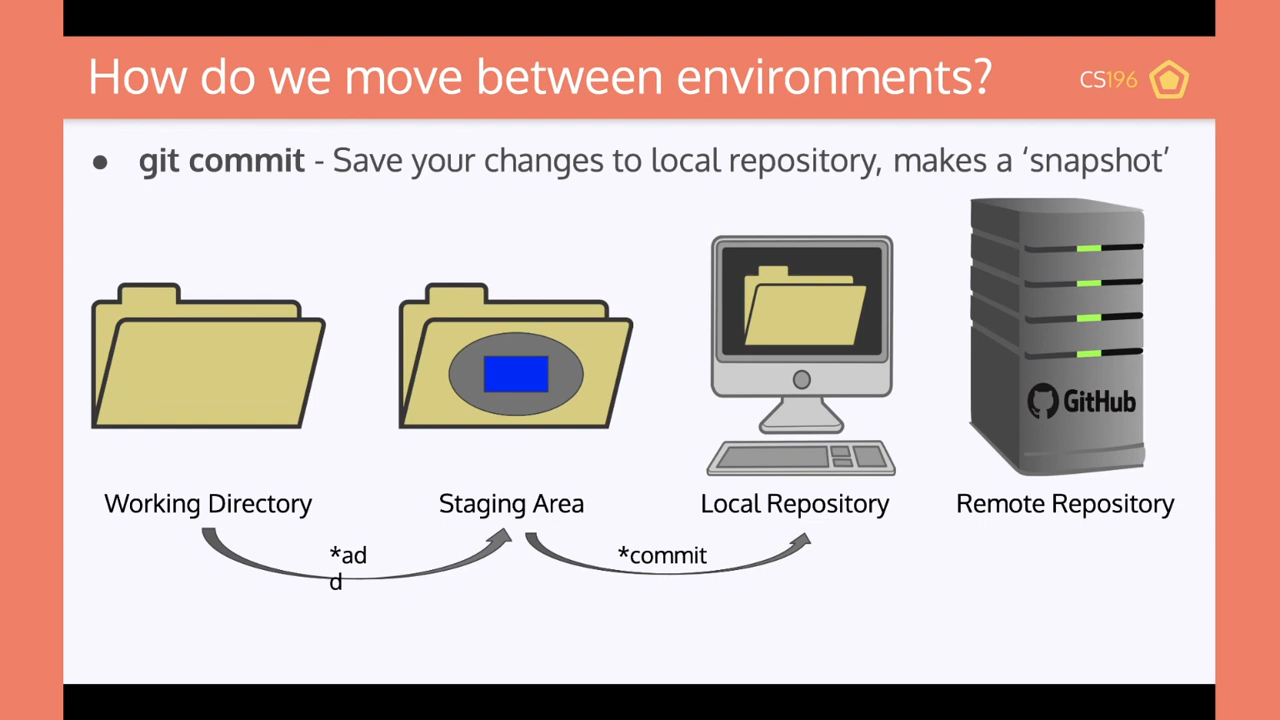 How do we move between environments?
CS196
● git commit - Save your changes to local repository, makes a ‘snapshot’
GitHub
Working Directory
Staging Area
Local Repository
Remote Repository
*ad
d
*commit